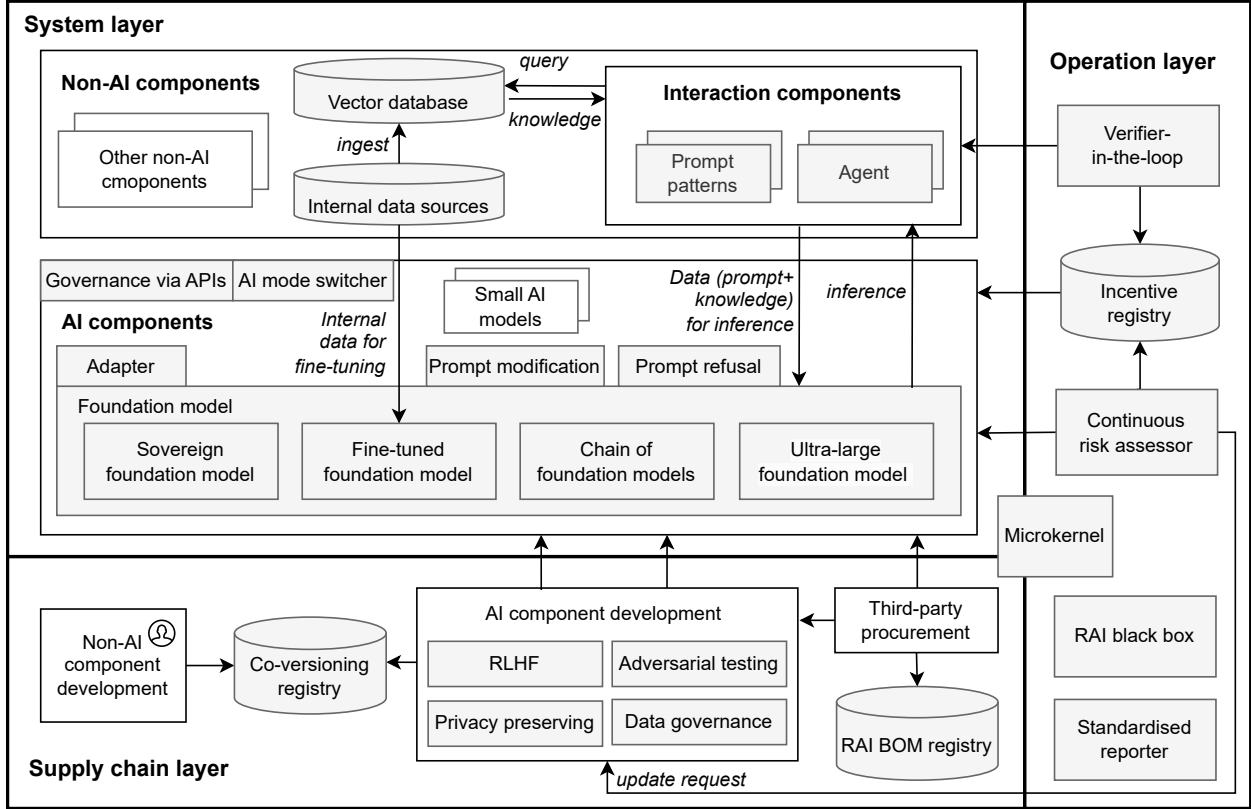 System layer
Non-AI components
Vector database
query
knowledge
ingest
Other non-AI
cmoponents
Internal data sources
Interaction components
Prompt
patterns
Agent
Operation layer
Verifier-
in-the-loop
Incentive
registry
Continuous
risk assessor
Microkernel
RAI black box
Standardised
reporter
Governance via APIs
AI mode switcher
AI components
Small AI
models
Internal
data for
fine-tuning
Data (prompt+
knowledge)
for inference
inference
Adapter
Prompt modification
Prompt refusal
Foundation model
Sovereign
foundation model
Fine-tuned
foundation model
Chain of
foundation models
Ultra-large
foundation model
Non-AI
component
development
Co-versioning
registry
AI component development
RLHF
Adversarial testing
Privacy preserving
Data governance
Third-party
procurement
RAI BOM registry
update request
Supply chain layer